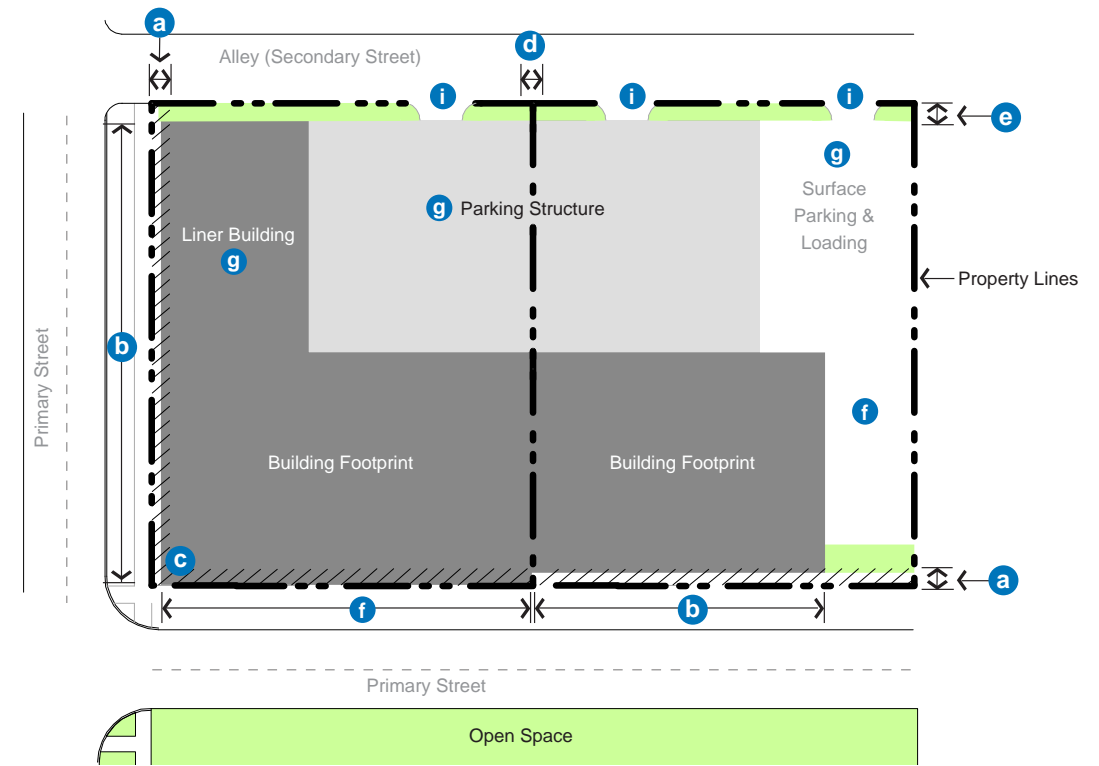 a
Alley (Secondary Street)
d
i
i
i
e
g
Surface
Parking &
Loading
g Parking Structure
Liner Building
g
Property Lines
b
Primary Street
f
Building Footprint
Building Footprint
c
a
f
b
Primary Street
Open Space